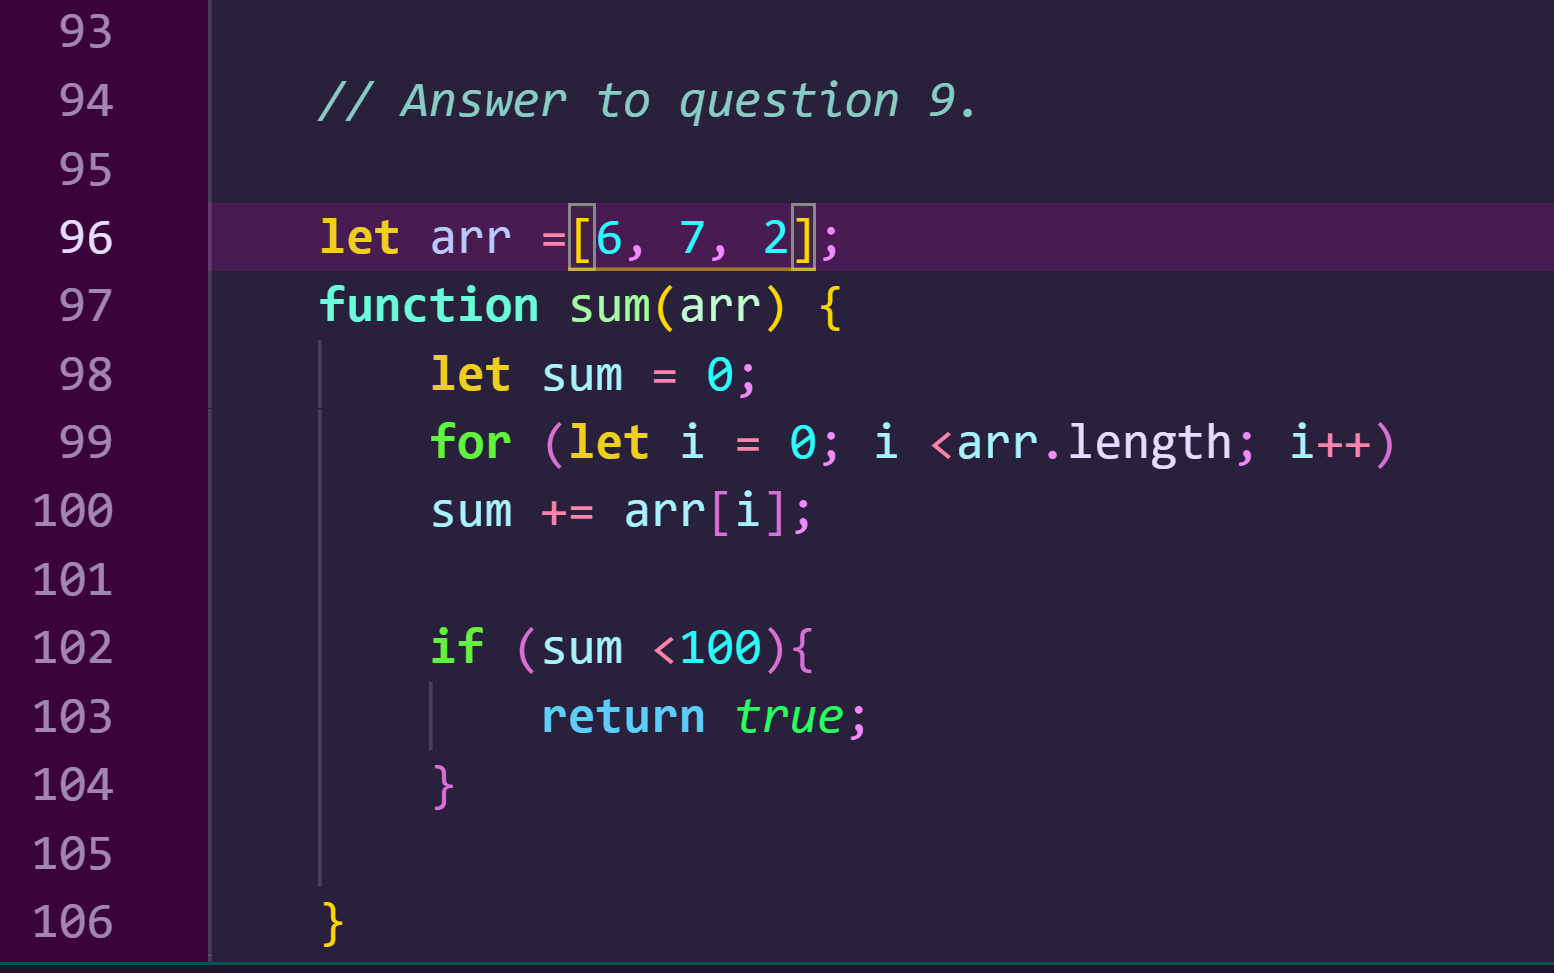 93
94 // Answer to question 9.
95
96 let arr =[6, 7, 2];
97 function sum(arr) {
98 let sum = 0;
99 for (let i = 0; i <arr.length; i++)
100 sum += arr[i];
101
102 if (sum <100){
103 return true;
104 }
105
106 }